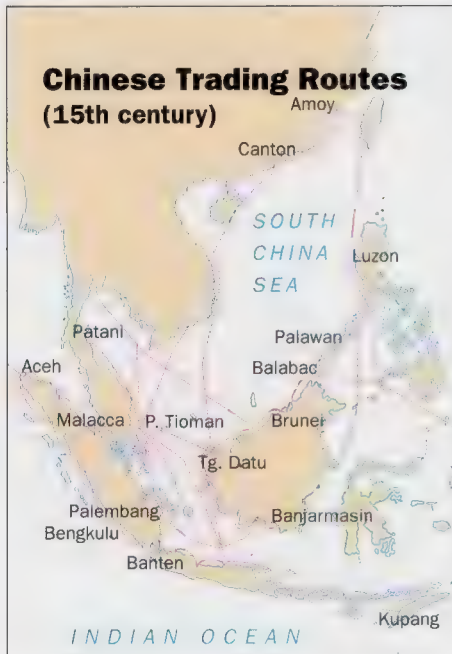 Chinese Trading Routes
(15th century)
Amoy
Canton
SOUTH
CHINA
SEA
Luzon
Patani
Palawan
Aceh
Balabac
Malacca
P. Tioman
Brunei
Tg. Datu
Palembang
Banjarmasin
Bengkulu
Banten
Kupang
INDIAN OCEAN